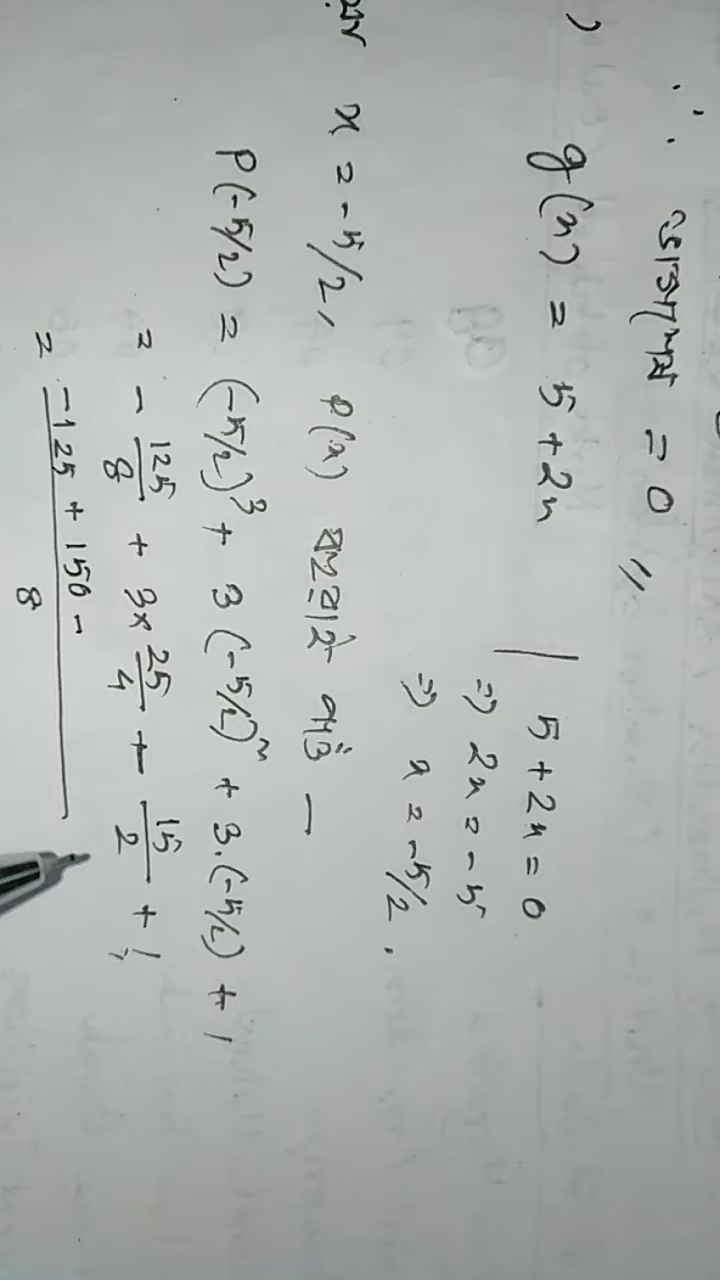 ∴ ভাগশেষ = 0 //
) g(x) = 5 + 2x | 5 + 2x = 0
⇒ 2x = -5
⇒ x = -5/2 .
x = -5/2, P(x) ত
P(-5/2) = (-5/2)³ + 3(-5/2)² + 3.(-5/2) + 1
= - 125/8 + 3× 25/4 - 15/2 + 1
= -125 + 150 - / 8